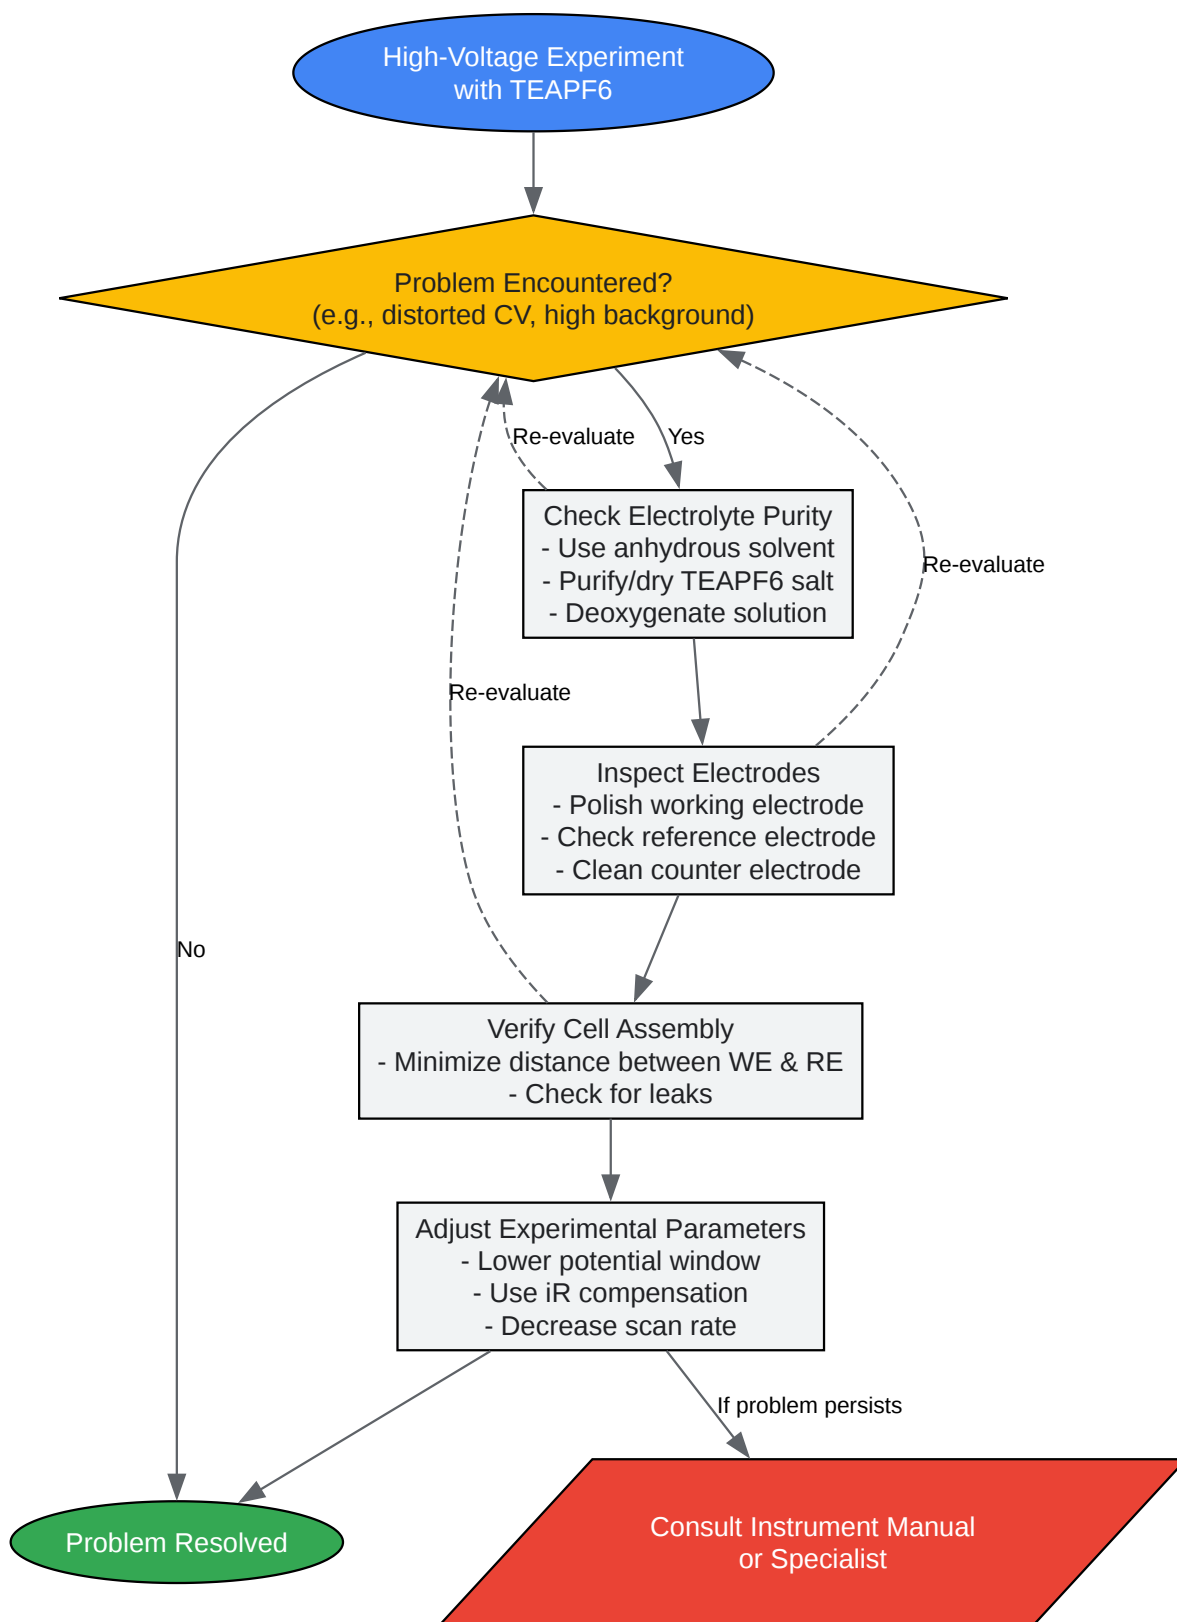 High-Voltage Experiment
with TEAPF6
Problem Encountered?
(e.g., distorted CV, high background)
Re-evaluate
Yes
Check Electrolyte Purity
- Use anhydrous solvent
- Purify/dry TEAPF6 salt
- Deoxygenate solution
Re-evaluate
Re-evaluate
Inspect Electrodes
- Polish working electrode
- Check reference electrode
- Clean counter electrode
No
Verify Cell Assembly
- Minimize distance between WE & RE
- Check for leaks
Adjust Experimental Parameters
- Lower potential window
- Use iR compensation
- Decrease scan rate
If problem persists
Problem Resolved
Consult Instrument Manual
or Specialist